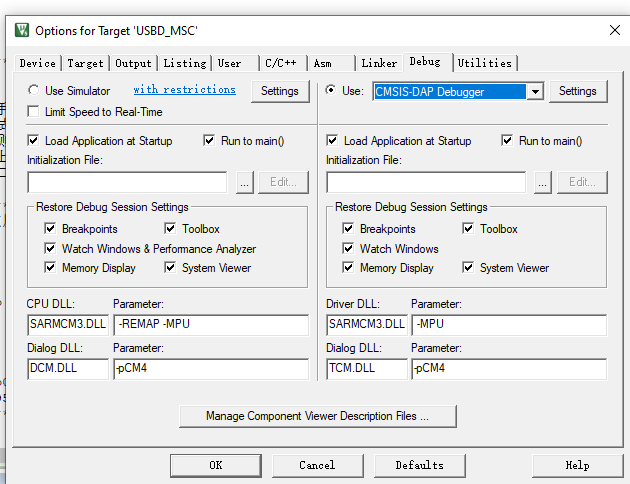 Options for Target 'USBD_MSC'
Device Target Output Listing User C/C++ Asm Linker Debug Utilities
Use Simulator with restrictions Settings
Use: CMSIS-DAP Debugger Settings
Limit Speed to Real-Time
Load Application at Startup Run to main()
Load Application at Startup Run to main()
Initialization File:
Initialization File:
... Edit...
... Edit...
Restore Debug Session Settings
Breakpoints Toolbox
Watch Windows & Performance Analyzer
Memory Display System Viewer
Restore Debug Session Settings
Breakpoints Toolbox
Watch Windows
Memory Display System Viewer
CPU DLL: Parameter:
SARMCM3.DLL -REMAP -MPU
Dialog DLL: Parameter:
DCM.DLL -pCM4
Driver DLL: Parameter:
SARMCM3.DLL -MPU
Dialog DLL: Parameter:
TCM.DLL -pCM4
Manage Component Viewer Description Files ...
OK Cancel Defaults Help